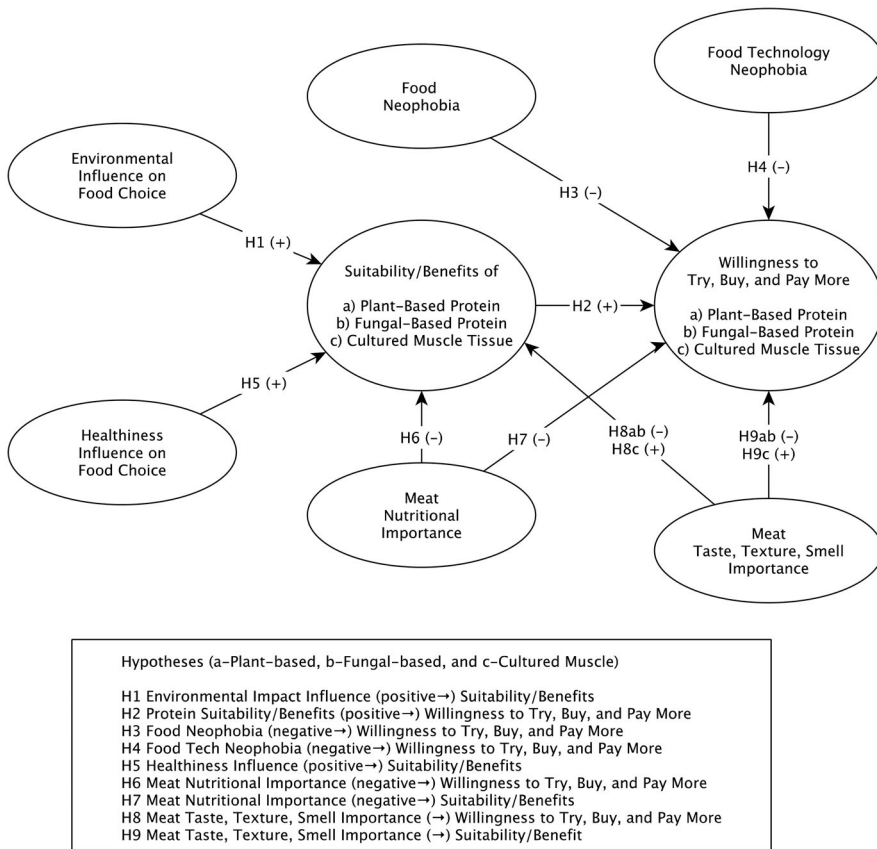 Food Technology
Neophobia
Food
Neophobia
Environmental
Influence on
Food Choice
H4 (–)
H3 (–)
H1 (+)
Suitability/Benefits of
a) Plant-Based Protein
b) Fungal-Based Protein
c) Cultured Muscle Tissue
H2 (+)
Willingness to
Try, Buy, and Pay More
a) Plant-Based Protein
b) Fungal-Based Protein
c) Cultured Muscle Tissue
H5 (+)
Healthiness
Influence on
Food Choice
H6 (–)
H7 (–)
H8ab (–)
H8c (+)
H9ab (–)
H9c (+)
Meat
Nutritional
Importance
Meat
Taste, Texture, Smell
Importance
Hypotheses (a-Plant-based, b-Fungal-based, and c-Cultured Muscle)
H1 Environmental Impact Influence (positive→) Suitability/Benefits
H2 Protein Suitability/Benefits (positive→) Willingness to Try, Buy, and Pay More
H3 Food Neophobia (negative→) Willingness to Try, Buy, and Pay More
H4 Food Tech Neophobia (negative→) Willingness to Try, Buy, and Pay More
H5 Healthiness Influence (positive→) Suitability/Benefits
H6 Meat Nutritional Importance (negative→) Willingness to Try, Buy, and Pay More
H7 Meat Nutritional Importance (negative→) Suitability/Benefits
H8 Meat Taste, Texture, Smell Importance (→) Willingness to Try, Buy, and Pay More
H9 Meat Taste, Texture, Smell Importance (→) Suitability/Benefit